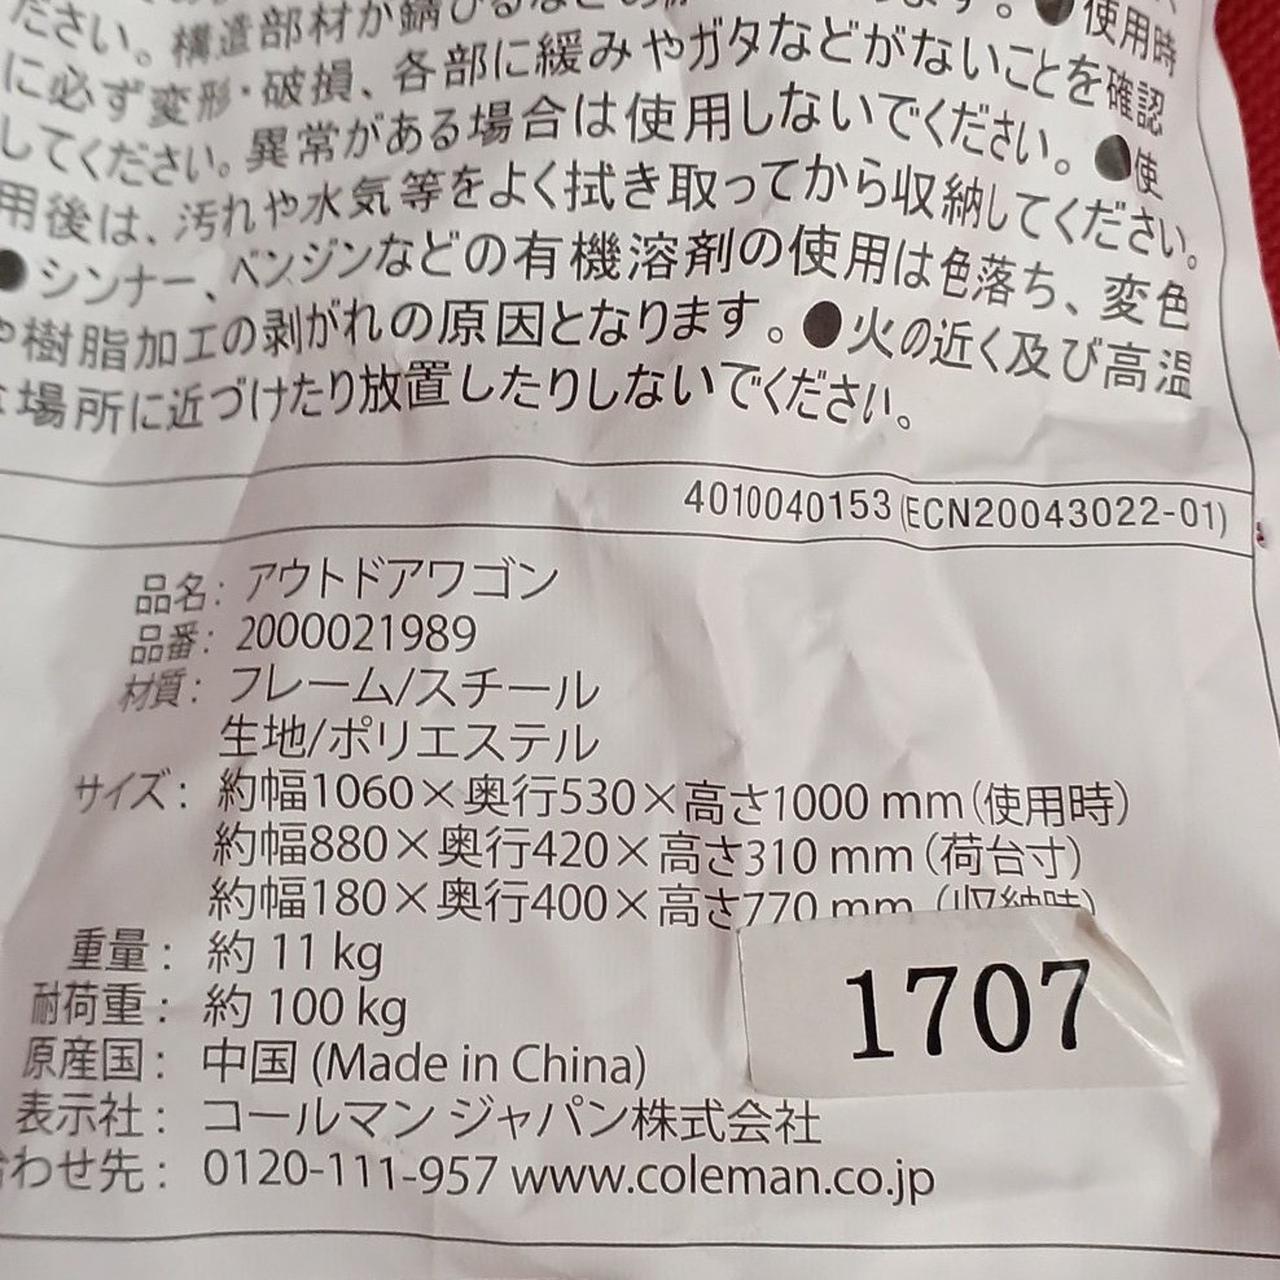 ださい。構造部材が錆びるなどの
に必ず変形・破損、各部に緩みやガタなどがないことを確認
してください。異常がある場合は使用しないでください。●使
用後は、汚れや水気等をよく拭き取ってから収納してください。
●シンナー、ベンジンなどの有機溶剤の使用は色落ち、変色
や樹脂加工の剥がれの原因となります。●火の近く及び高温
な場所に近づけたり放置したりしないでください。
4010040153 (ECN20043022-01)
品名: アウトドアワゴン
品番: 2000021989
材質: フレーム/スチール
生地/ポリエステル
サイズ: 約幅1060×奥行530×高さ1000 mm (使用時)
約幅880×奥行420×高さ310 mm (荷台寸)
約幅180×奥行400×高さ770 mm (収納時)
重量: 約 11 kg
耐荷重: 約 100 kg
1707
原産国: 中国 (Made in China)
表示社: コールマン ジャパン株式会社
合わせ先: 0120-111-957 www.coleman.co.jp